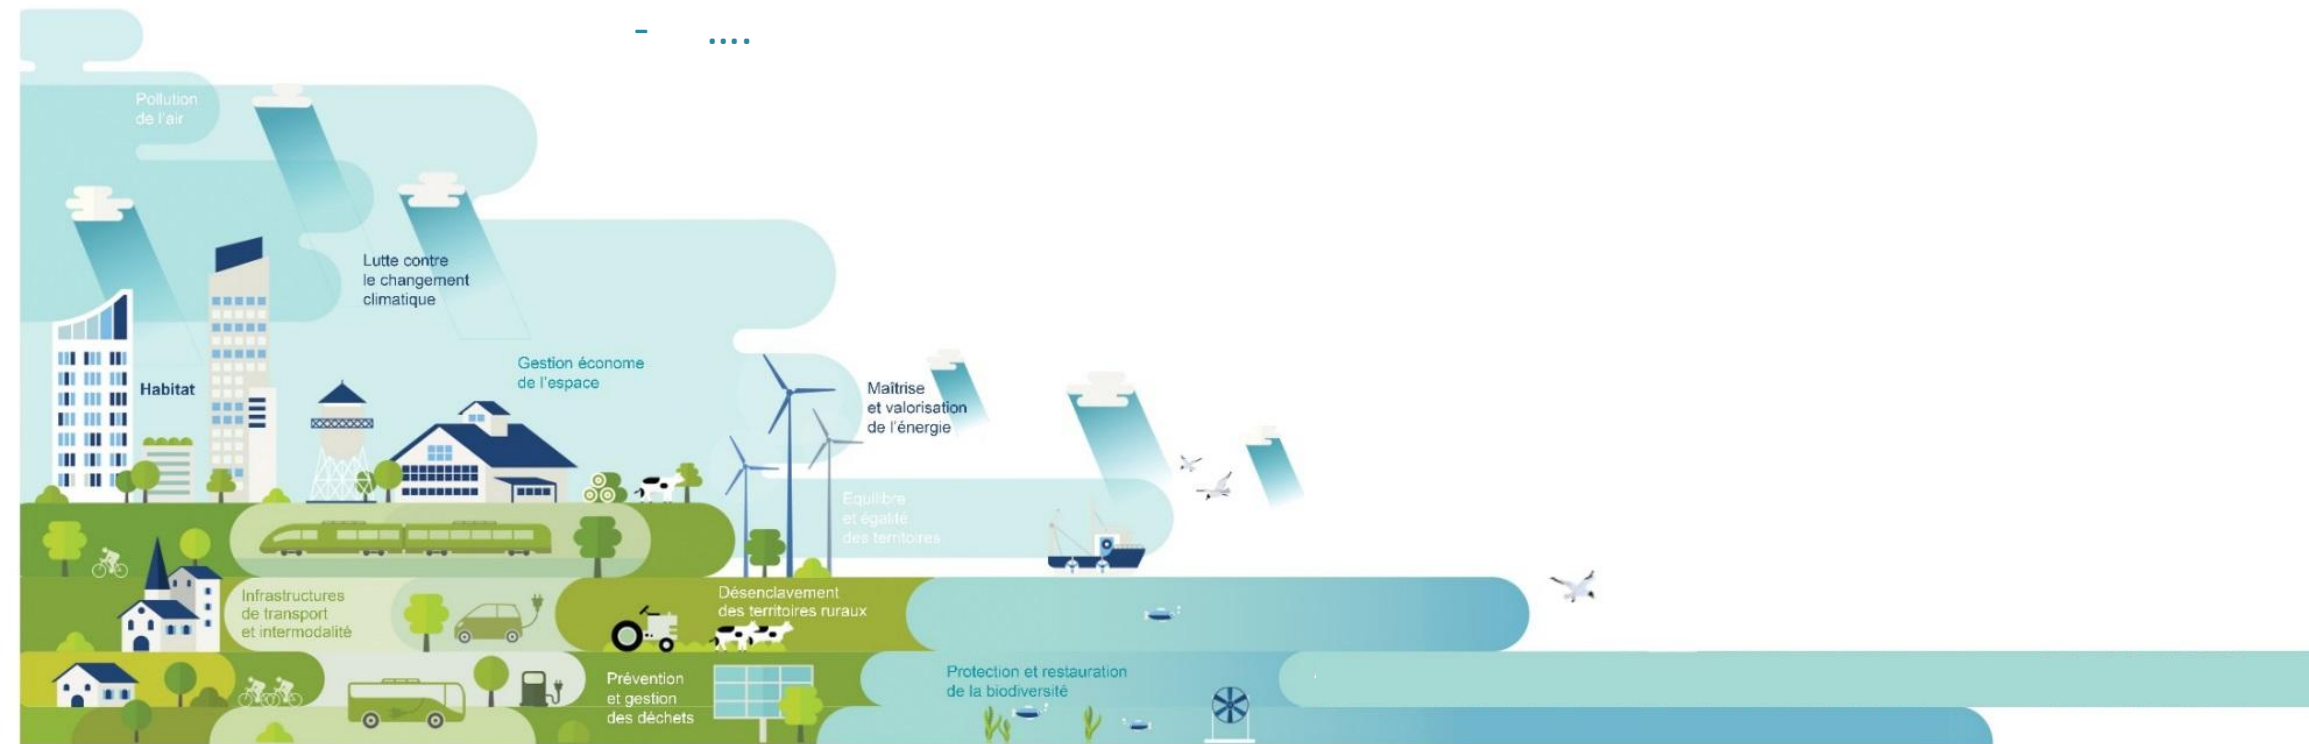 - ....
Pollution
de l'air
Lutte contre
le changement
climatique
Gestion économe
de l'espace
Habitat
Maîtrise
et valorisation
de l'énergie
Equilibre
et égalité
des territoires
Infrastructures
de transport
et intermodalité
Désenclavement
des territoires ruraux
Prévention
et gestion
des déchets
Protection et restauration
de la biodiversité